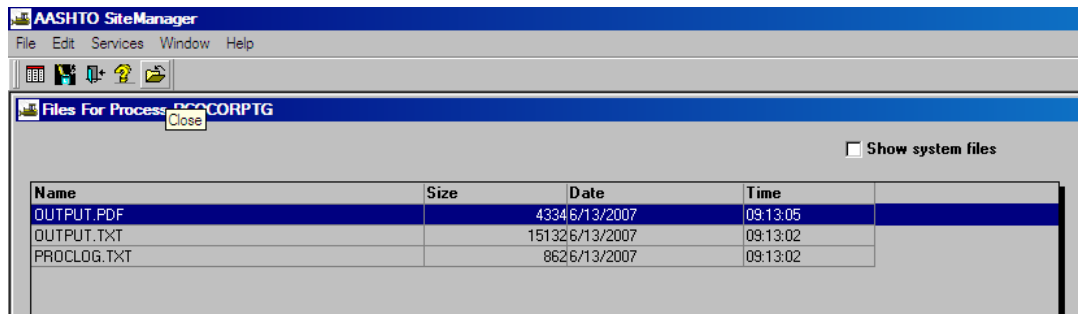 AASHTO SiteManager
File Edit Services Window Help
Files For Process CORPTG
Close
Show system files
Name Size Date Time
OUTPUT.PDF 4334 6/13/2007 09:13:05
OUTPUT.TXT 15132 6/13/2007 09:13:02
PROCLOG.TXT 862 6/13/2007 09:13:02